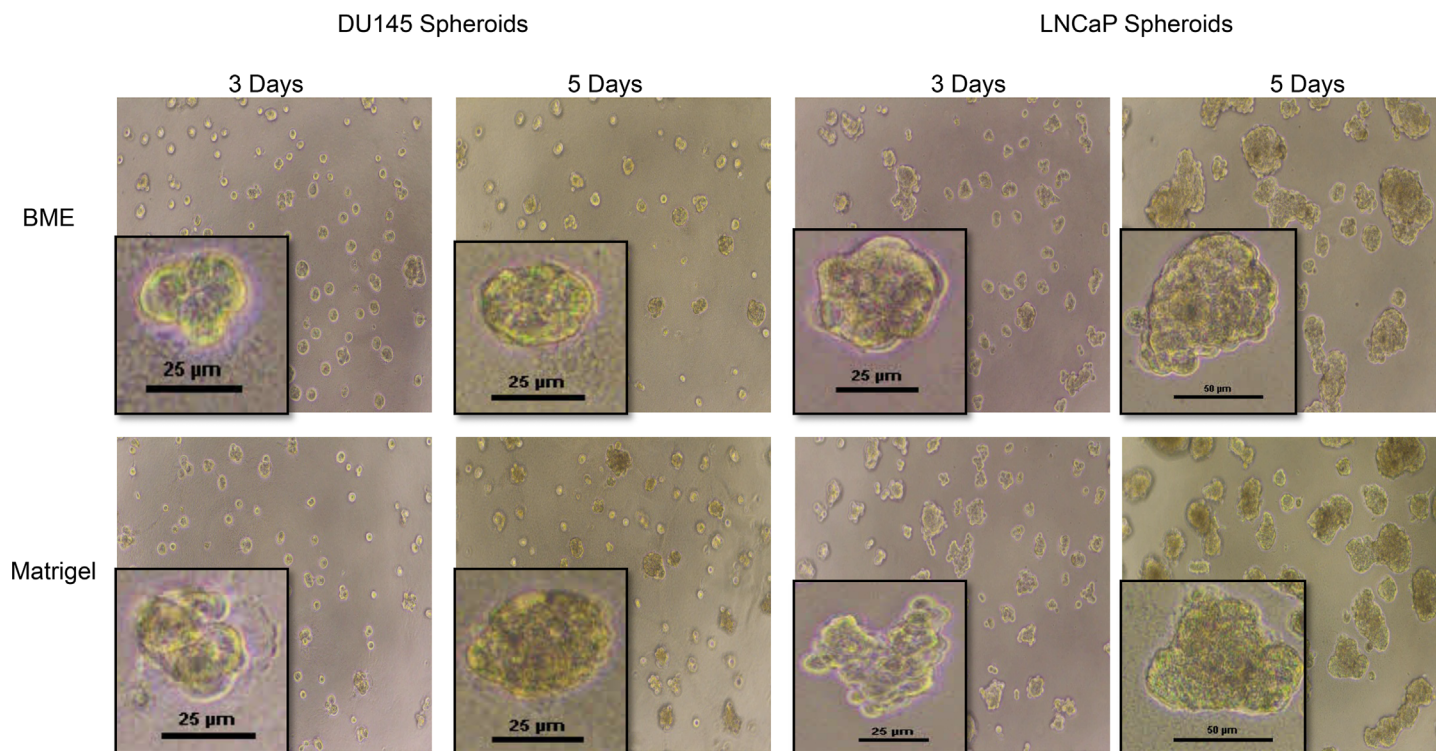 DU145 Spheroids
LNCaP Spheroids
3 Days
5 Days
3 Days
5 Days
BME
25 µm
25 µm
25 µm
50 µm
Matrigel
25 µm
25 µm
25 µm
50 µm